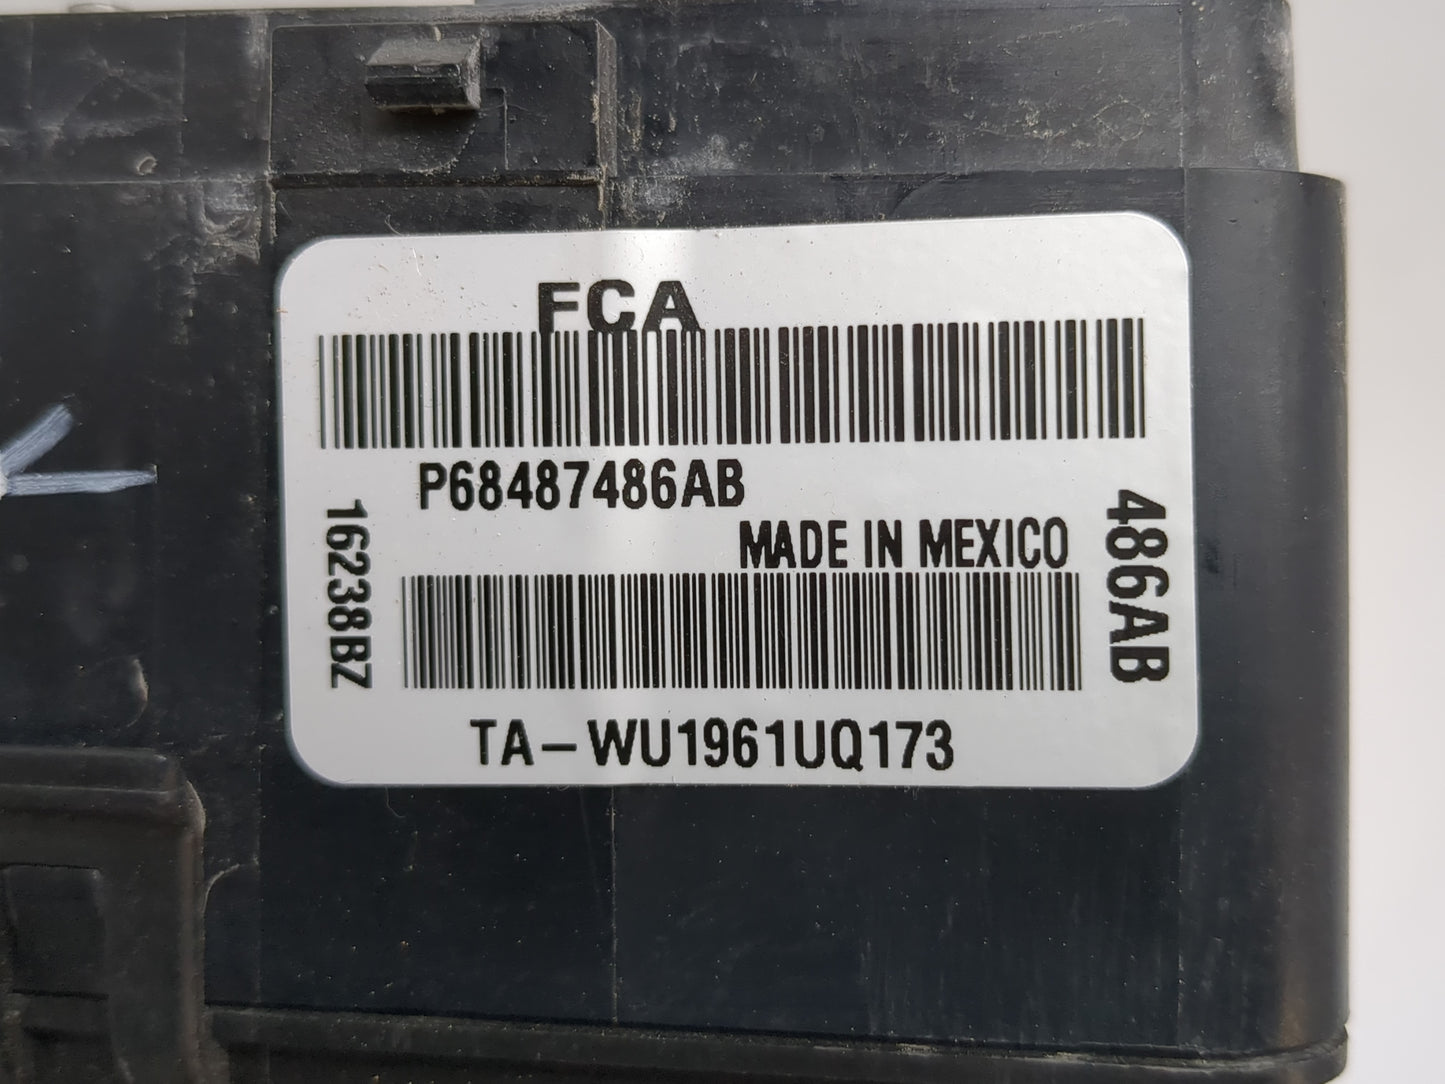 FCA
P68487486AB
MADE IN MEXICO
16238BZ
486AB
TA-WU1961UQ173